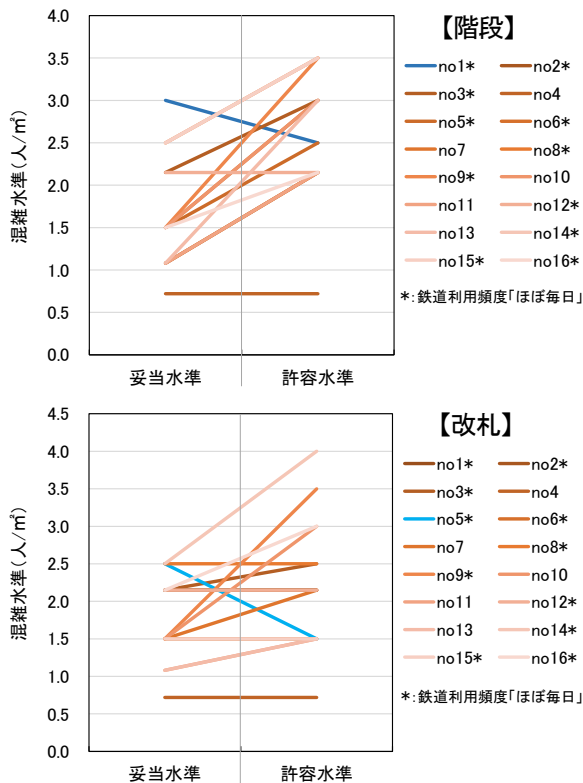 【階段】
混雑水準(人/㎡)
4.0
3.5
3.0
2.5
2.0
1.5
1.0
0.5
0.0
妥当水準 許容水準
no1* no2*
no3* no4
no5* no6*
no7 no8*
no9* no10
no11 no12*
no13 no14*
no15* no16*
*:鉄道利用頻度「ほぼ毎日」
【改札】
混雑水準(人/㎡)
4.5
4.0
3.5
3.0
2.5
2.0
1.5
1.0
0.5
0.0
妥当水準 許容水準
no1* no2*
no3* no4
no5* no6*
no7 no8*
no9* no10
no11 no12*
no13 no14*
no15* no16*
*:鉄道利用頻度「ほぼ毎日」